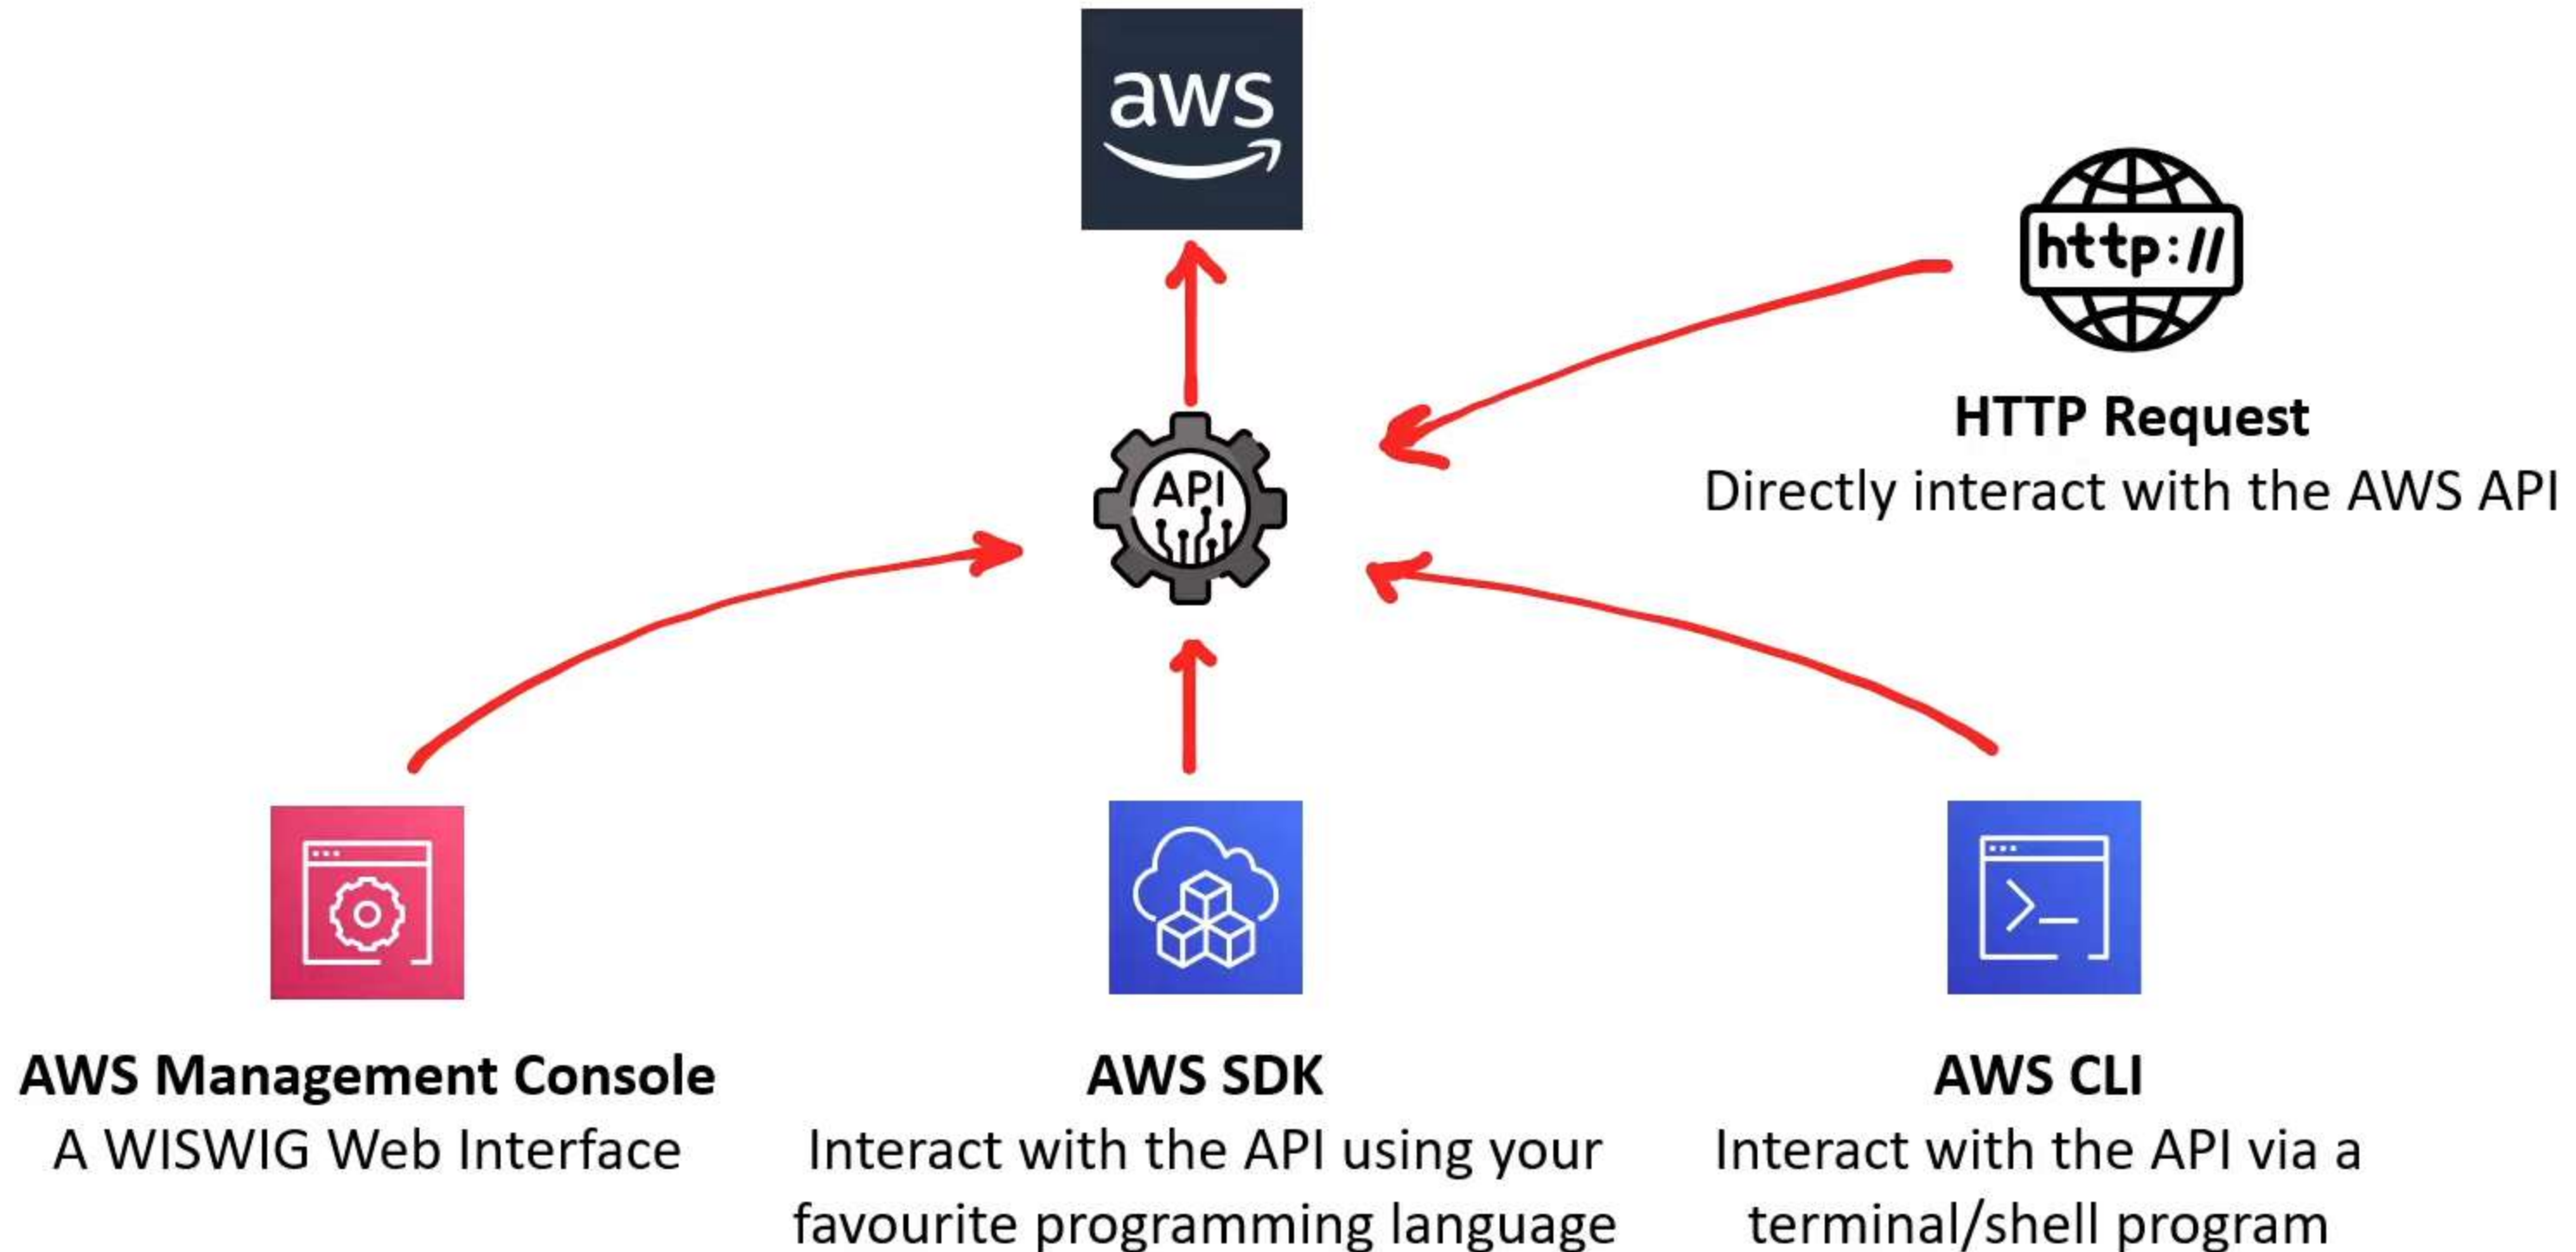 aws
http://
HTTP Request
Directly interact with the AWS API
API
AWS Management Console
A WISWIG Web Interface
AWS SDK
Interact with the API using your
favourite programming language
AWS CLI
Interact with the API via a
terminal/shell program